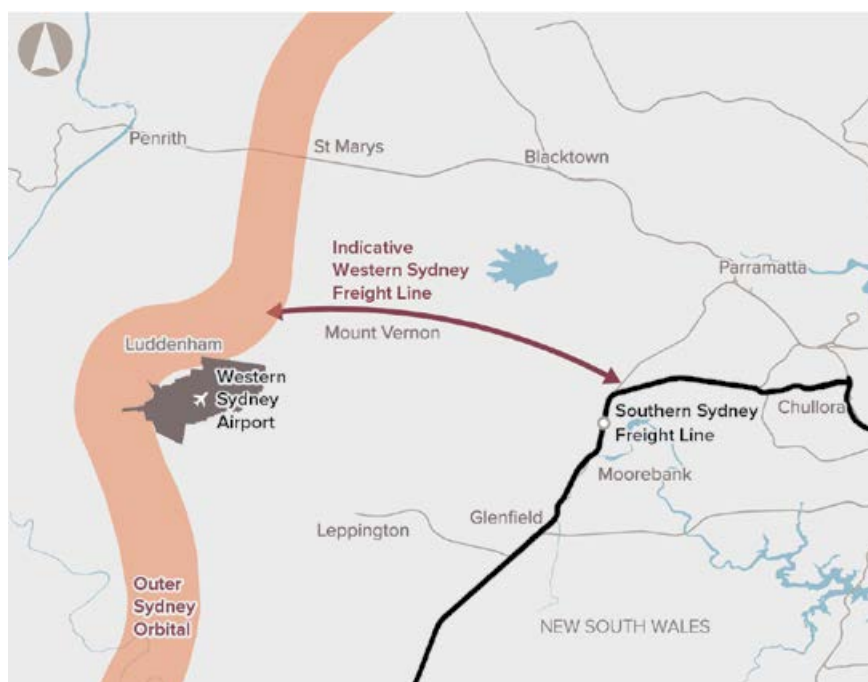 Penrith
St Marys
Blacktown
Indicative
Western Sydney
Freight Line
Parramatta
Mount Vernon
Luddenham
Western
Sydney
Airport
Southern Sydney
Freight Line
Chullora
Moorebank
Glenfield
Leppington
Outer
Sydney
Orbital
NEW SOUTH WALES